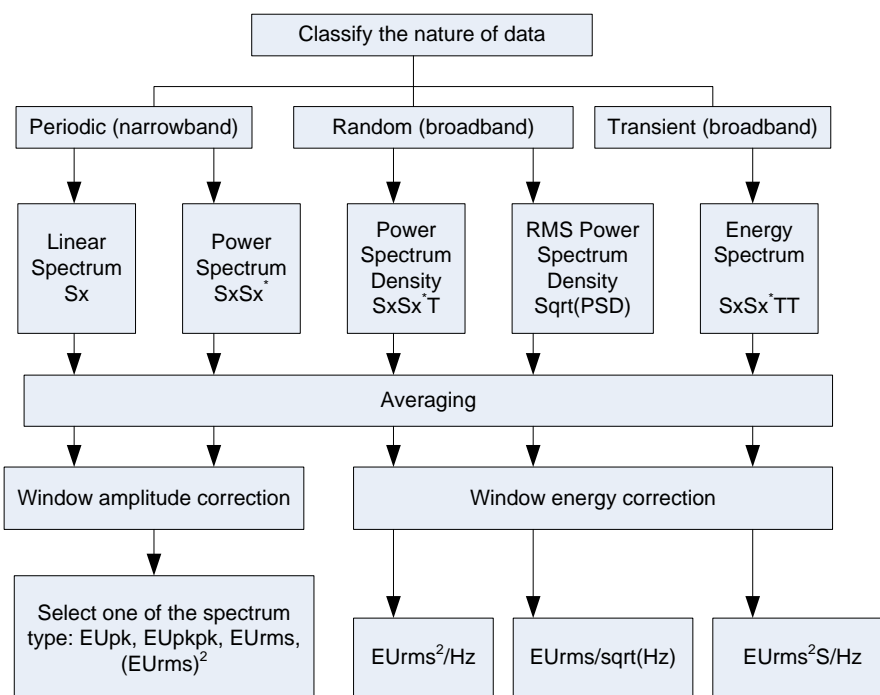 Classify the nature of data
Periodic (narrowband)
Random (broadband)
Transient (broadband)
Linear
Spectrum
Sx
Power
Spectrum
SxSx*
Power
Spectrum
Density
SxSx*T
RMS Power
Spectrum
Density
Sqrt(PSD)
Energy
Spectrum
SxSx*TT
Averaging
Window amplitude correction
Window energy correction
Select one of the spectrum
type: EUpk, EUpkpk, EUrms,
(EUrms)²
EUrms²/Hz
EUrms/sqrt(Hz)
EUrms²S/Hz